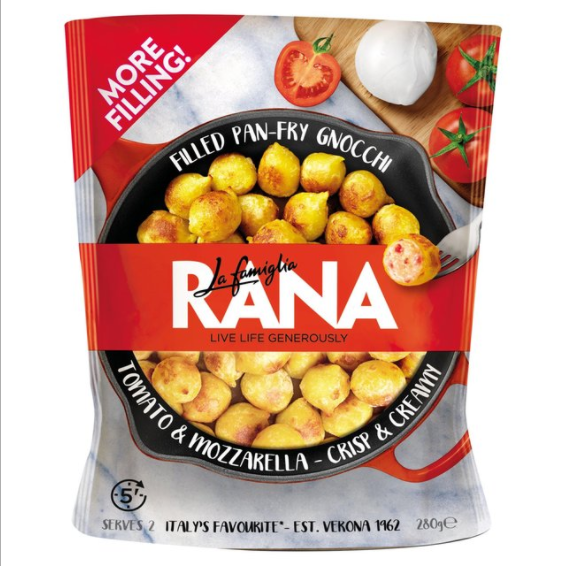 MORE
FILLING!
FILLED PAN-FRY GNOCCHI
La famiglia
RANA
LIVE LIFE GENEROUSLY
TOMATO & MOZZARELLA - CRISP & CREAMY
5'
SERVES 2 ITALY'S FAVOURITE*- EST. VERONA 1962 280g℮